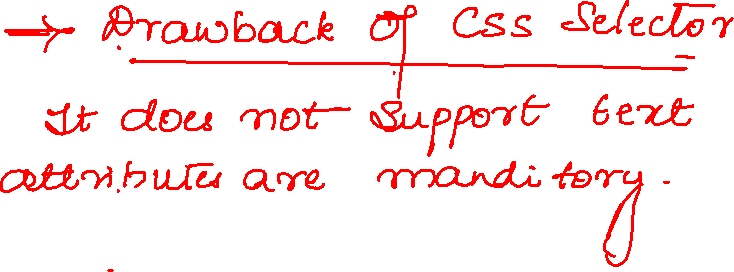 → Drawback of CSS Selector
It does not support text
attributes are manditory.